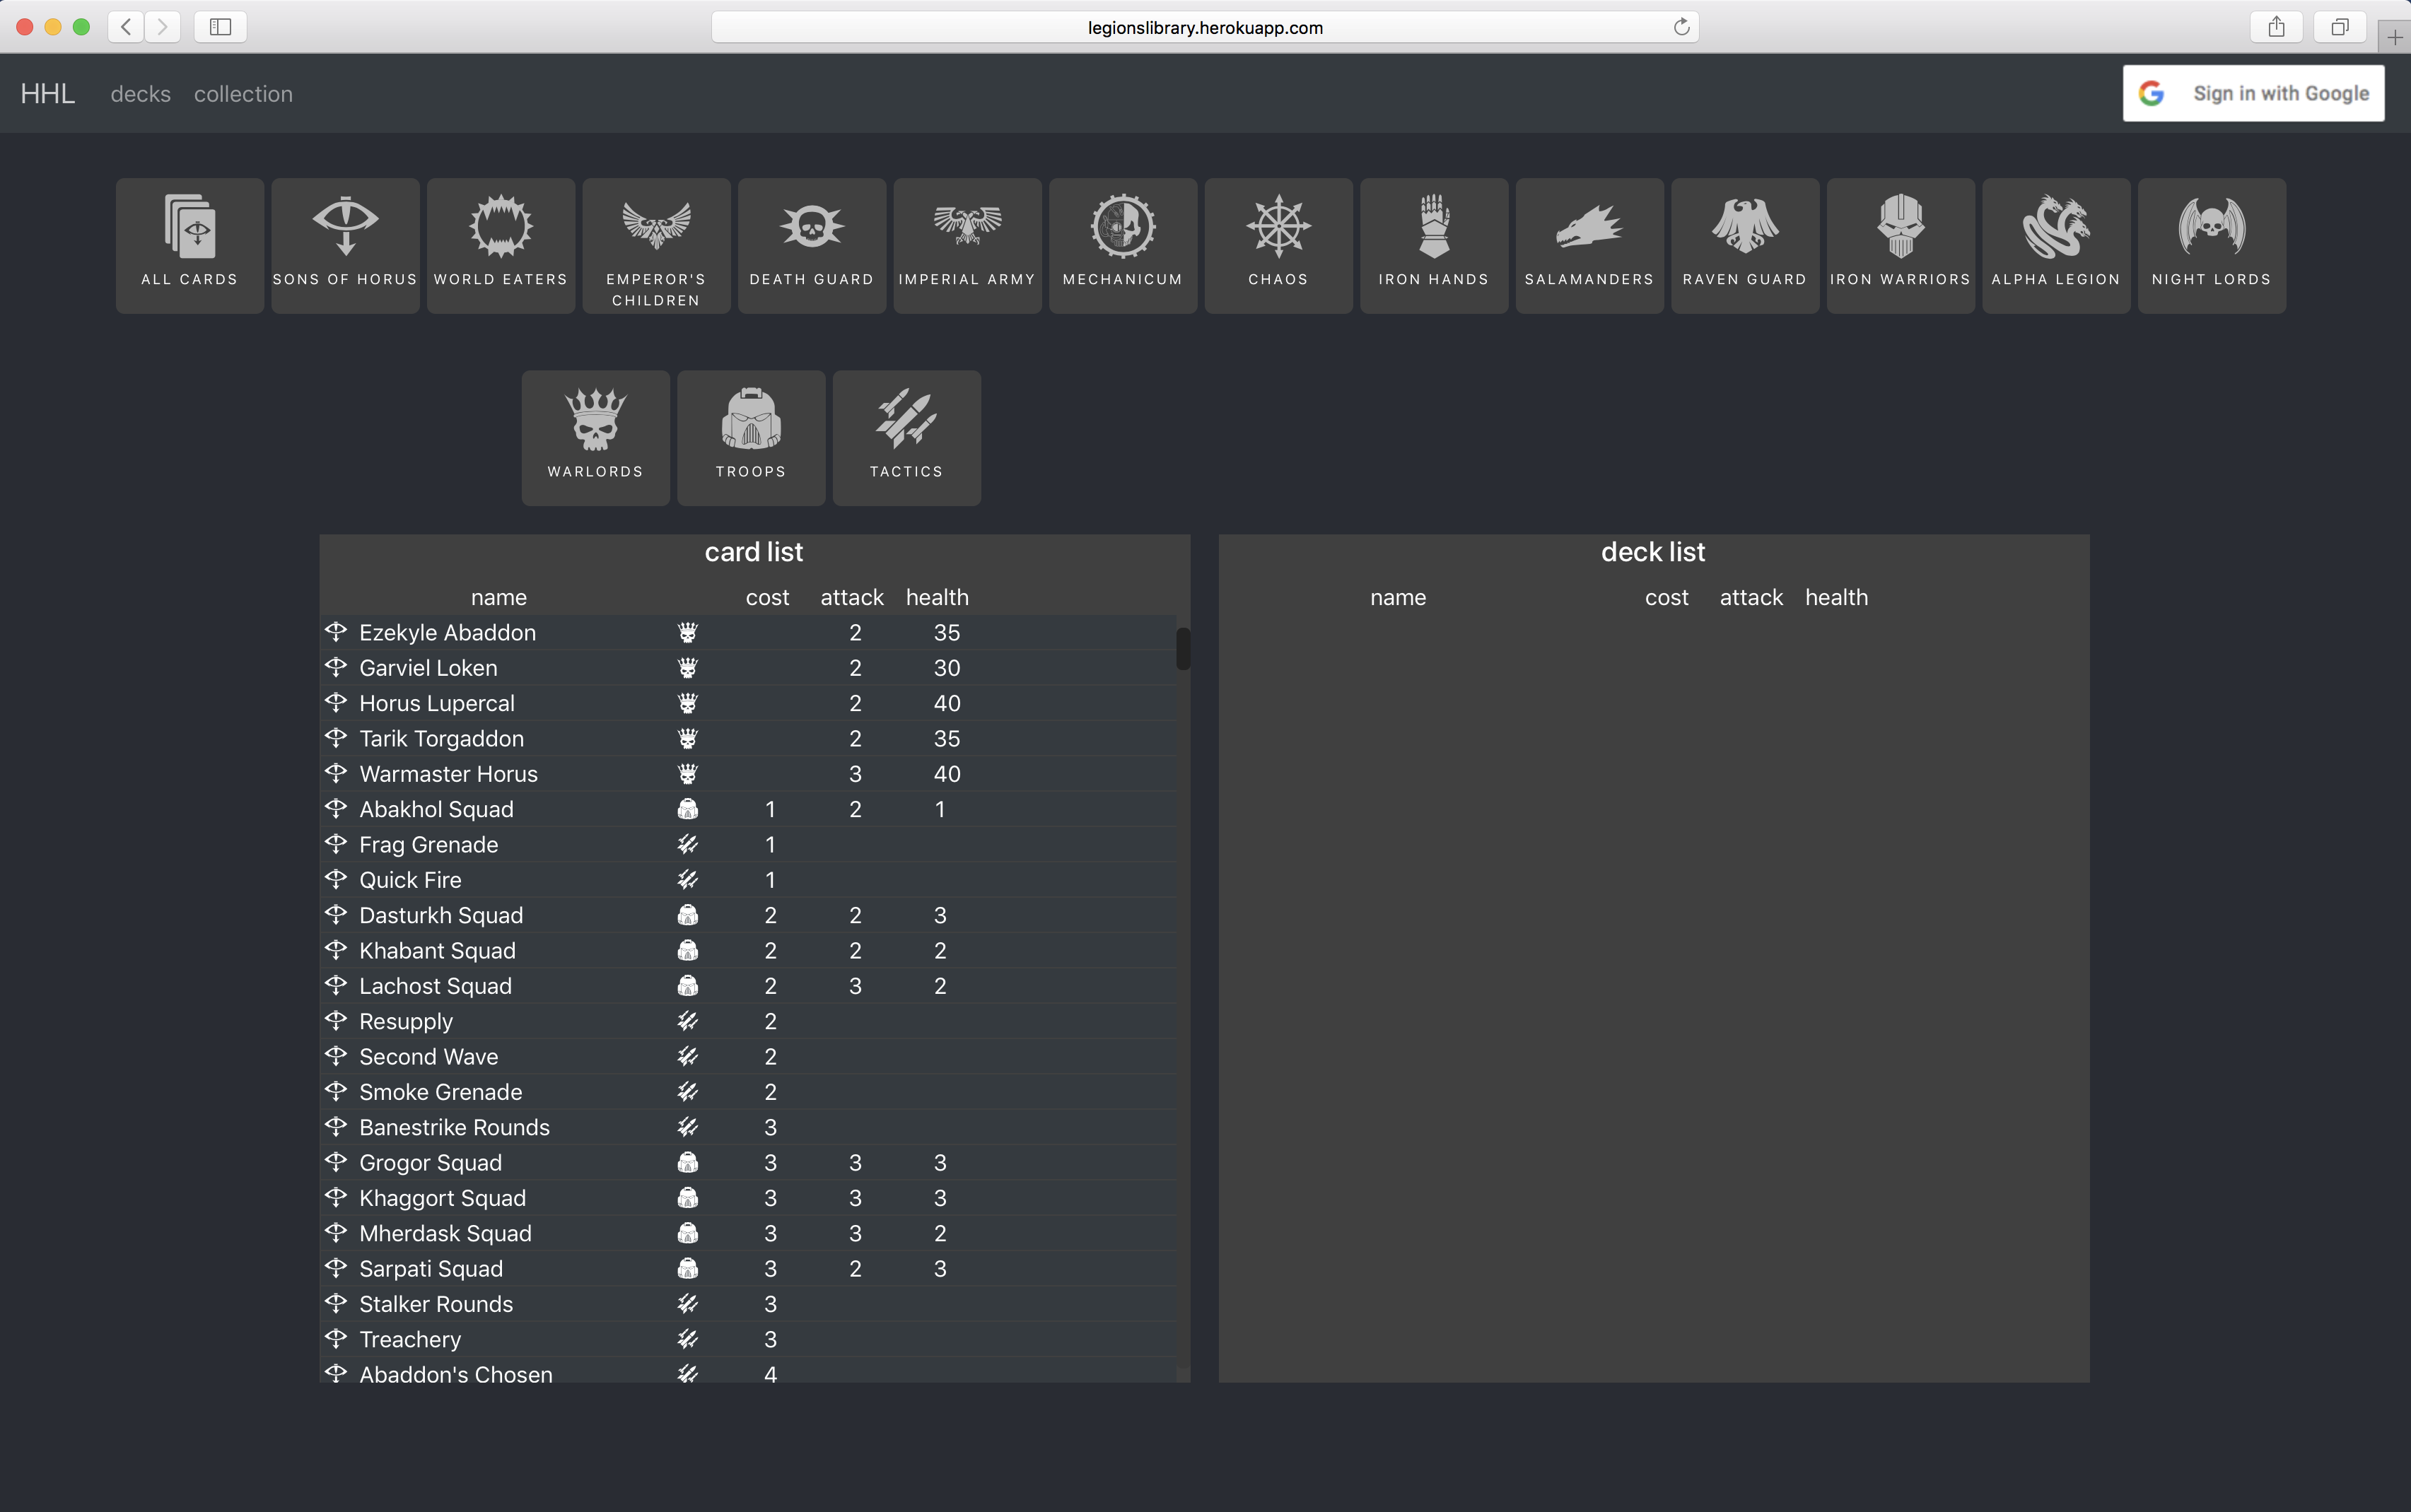 legionslibrary.herokuapp.com
HHL decks collection
Sign in with Google
ALL CARDS SONS OF HORUS WORLD EATERS EMPEROR'S DEATH GUARD IMPERIAL ARMY MECHANICUM CHAOS IRON HANDS SALAMANDERS RAVEN GUARD IRON WARRIORS ALPHA LEGION NIGHT LORDS
CHILDREN
WARLORDS TROOPS TACTICS
card list
name cost attack health
Ezekyle Abaddon 2 35
Garviel Loken 2 30
Horus Lupercal 2 40
Tarik Torgaddon 2 35
Warmaster Horus 3 40
Abakhol Squad 1 2 1
Frag Grenade 1
Quick Fire 1
Dasturkh Squad 2 2 3
Khabant Squad 2 2 2
Lachost Squad 2 3 2
Resupply 2
Second Wave 2
Smoke Grenade 2
Banestrike Rounds 3
Grogor Squad 3 3 3
Khaggort Squad 3 3 3
Mherdask Squad 3 3 2
Sarpati Squad 3 2 3
Stalker Rounds 3
Treachery 3
Abaddon's Chosen 4
deck list
name cost attack health